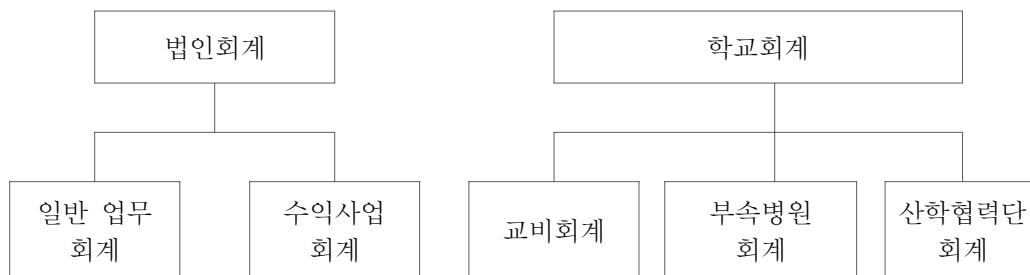 법인회계
학교회계
일반 업무
회계
수익사업
회계
교비회계
부속병원
회계
산학협력단
회계